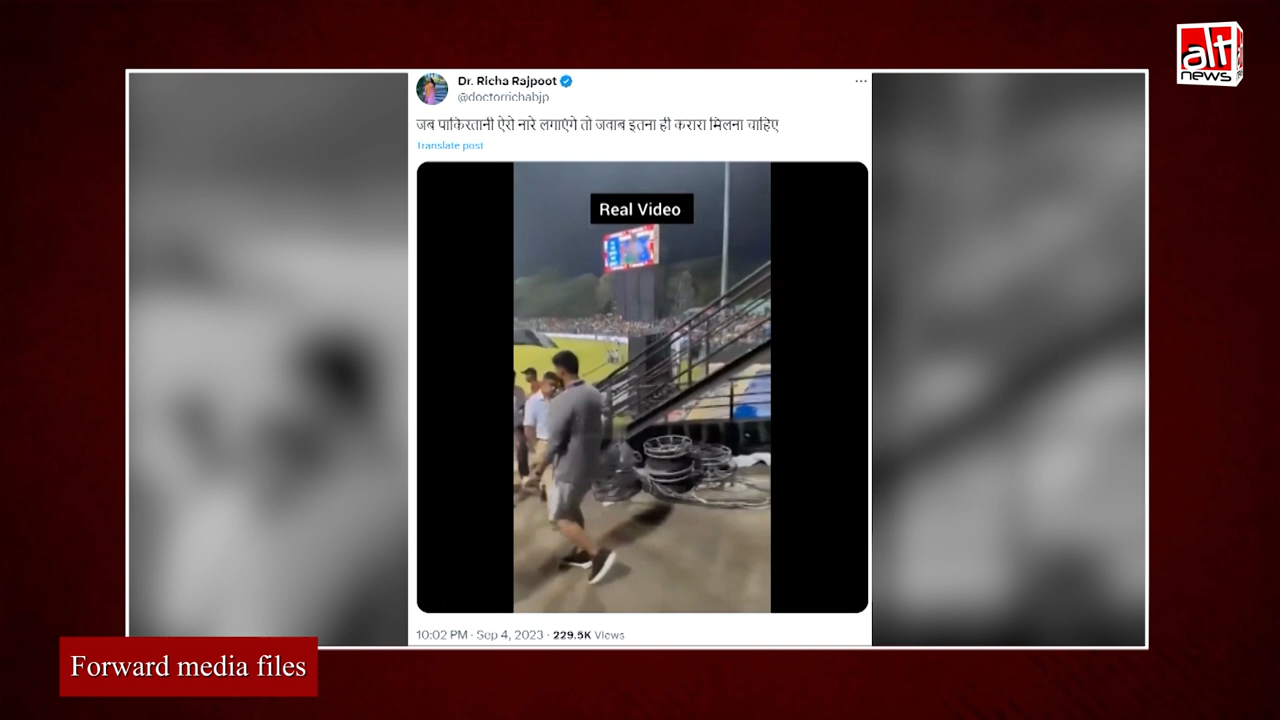 alt
news
Dr. Richa Rajpoot
@doctorrichabjp
जब पाकिस्तानी ऐसे नारे लगाएंगे तो जवाब इतना ही करारा मिलना चाहिए
Translate post
Real Video
10:02 PM · Sep 4, 2023 · 229.5K Views
Forward media files